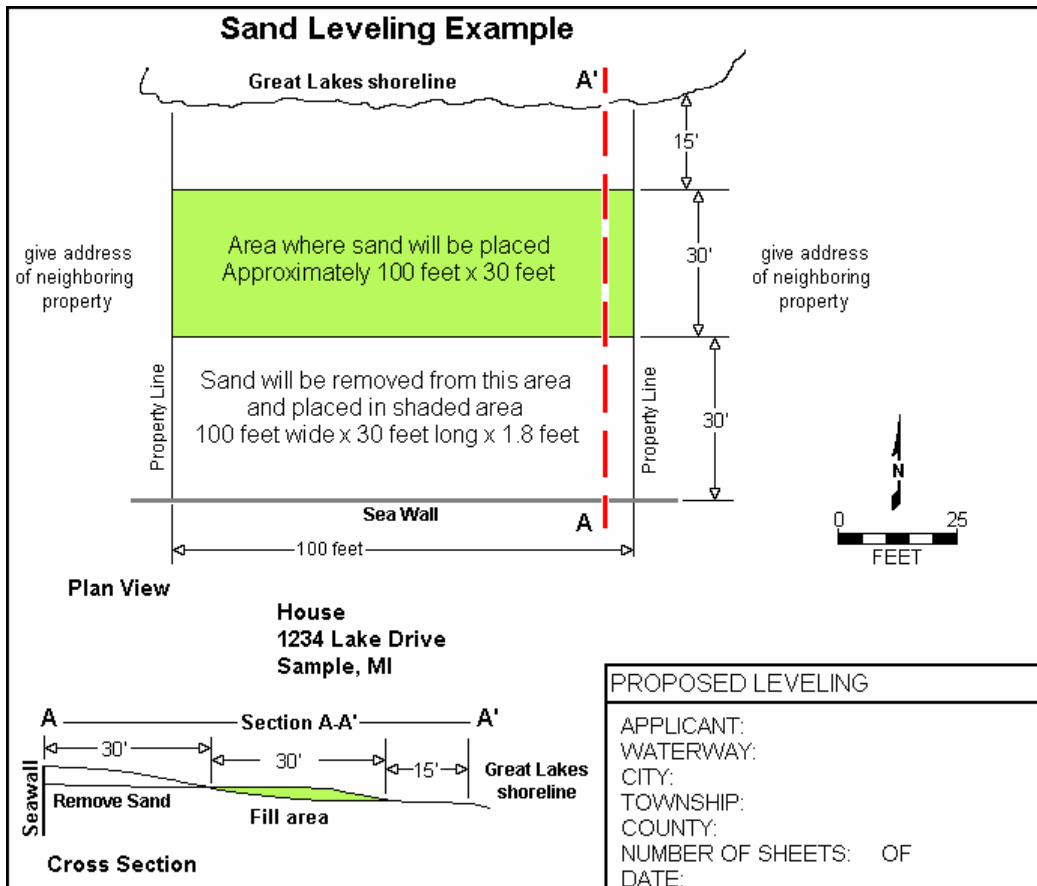 Sand Leveling Example
Great Lakes shoreline
A'
15'
give address
of neighboring
property
Area where sand will be placed
Approximately 100 feet x 30 feet
30'
give address
of neighboring
property
Property Line
Sand will be removed from this area
and placed in shaded area
100 feet wide x 30 feet long x 1.8 feet
Property Line
30'
N
Sea Wall
A
0 25
FEET
100 feet
Plan View
House
1234 Lake Drive
Sample, MI
A Section A-A' A'
30' 30' 15'
Great Lakes
shoreline
Seawall
Remove Sand
Fill area
Cross Section
PROPOSED LEVELING
APPLICANT:
WATERWAY:
CITY:
TOWNSHIP:
COUNTY:
NUMBER OF SHEETS: OF
DATE: